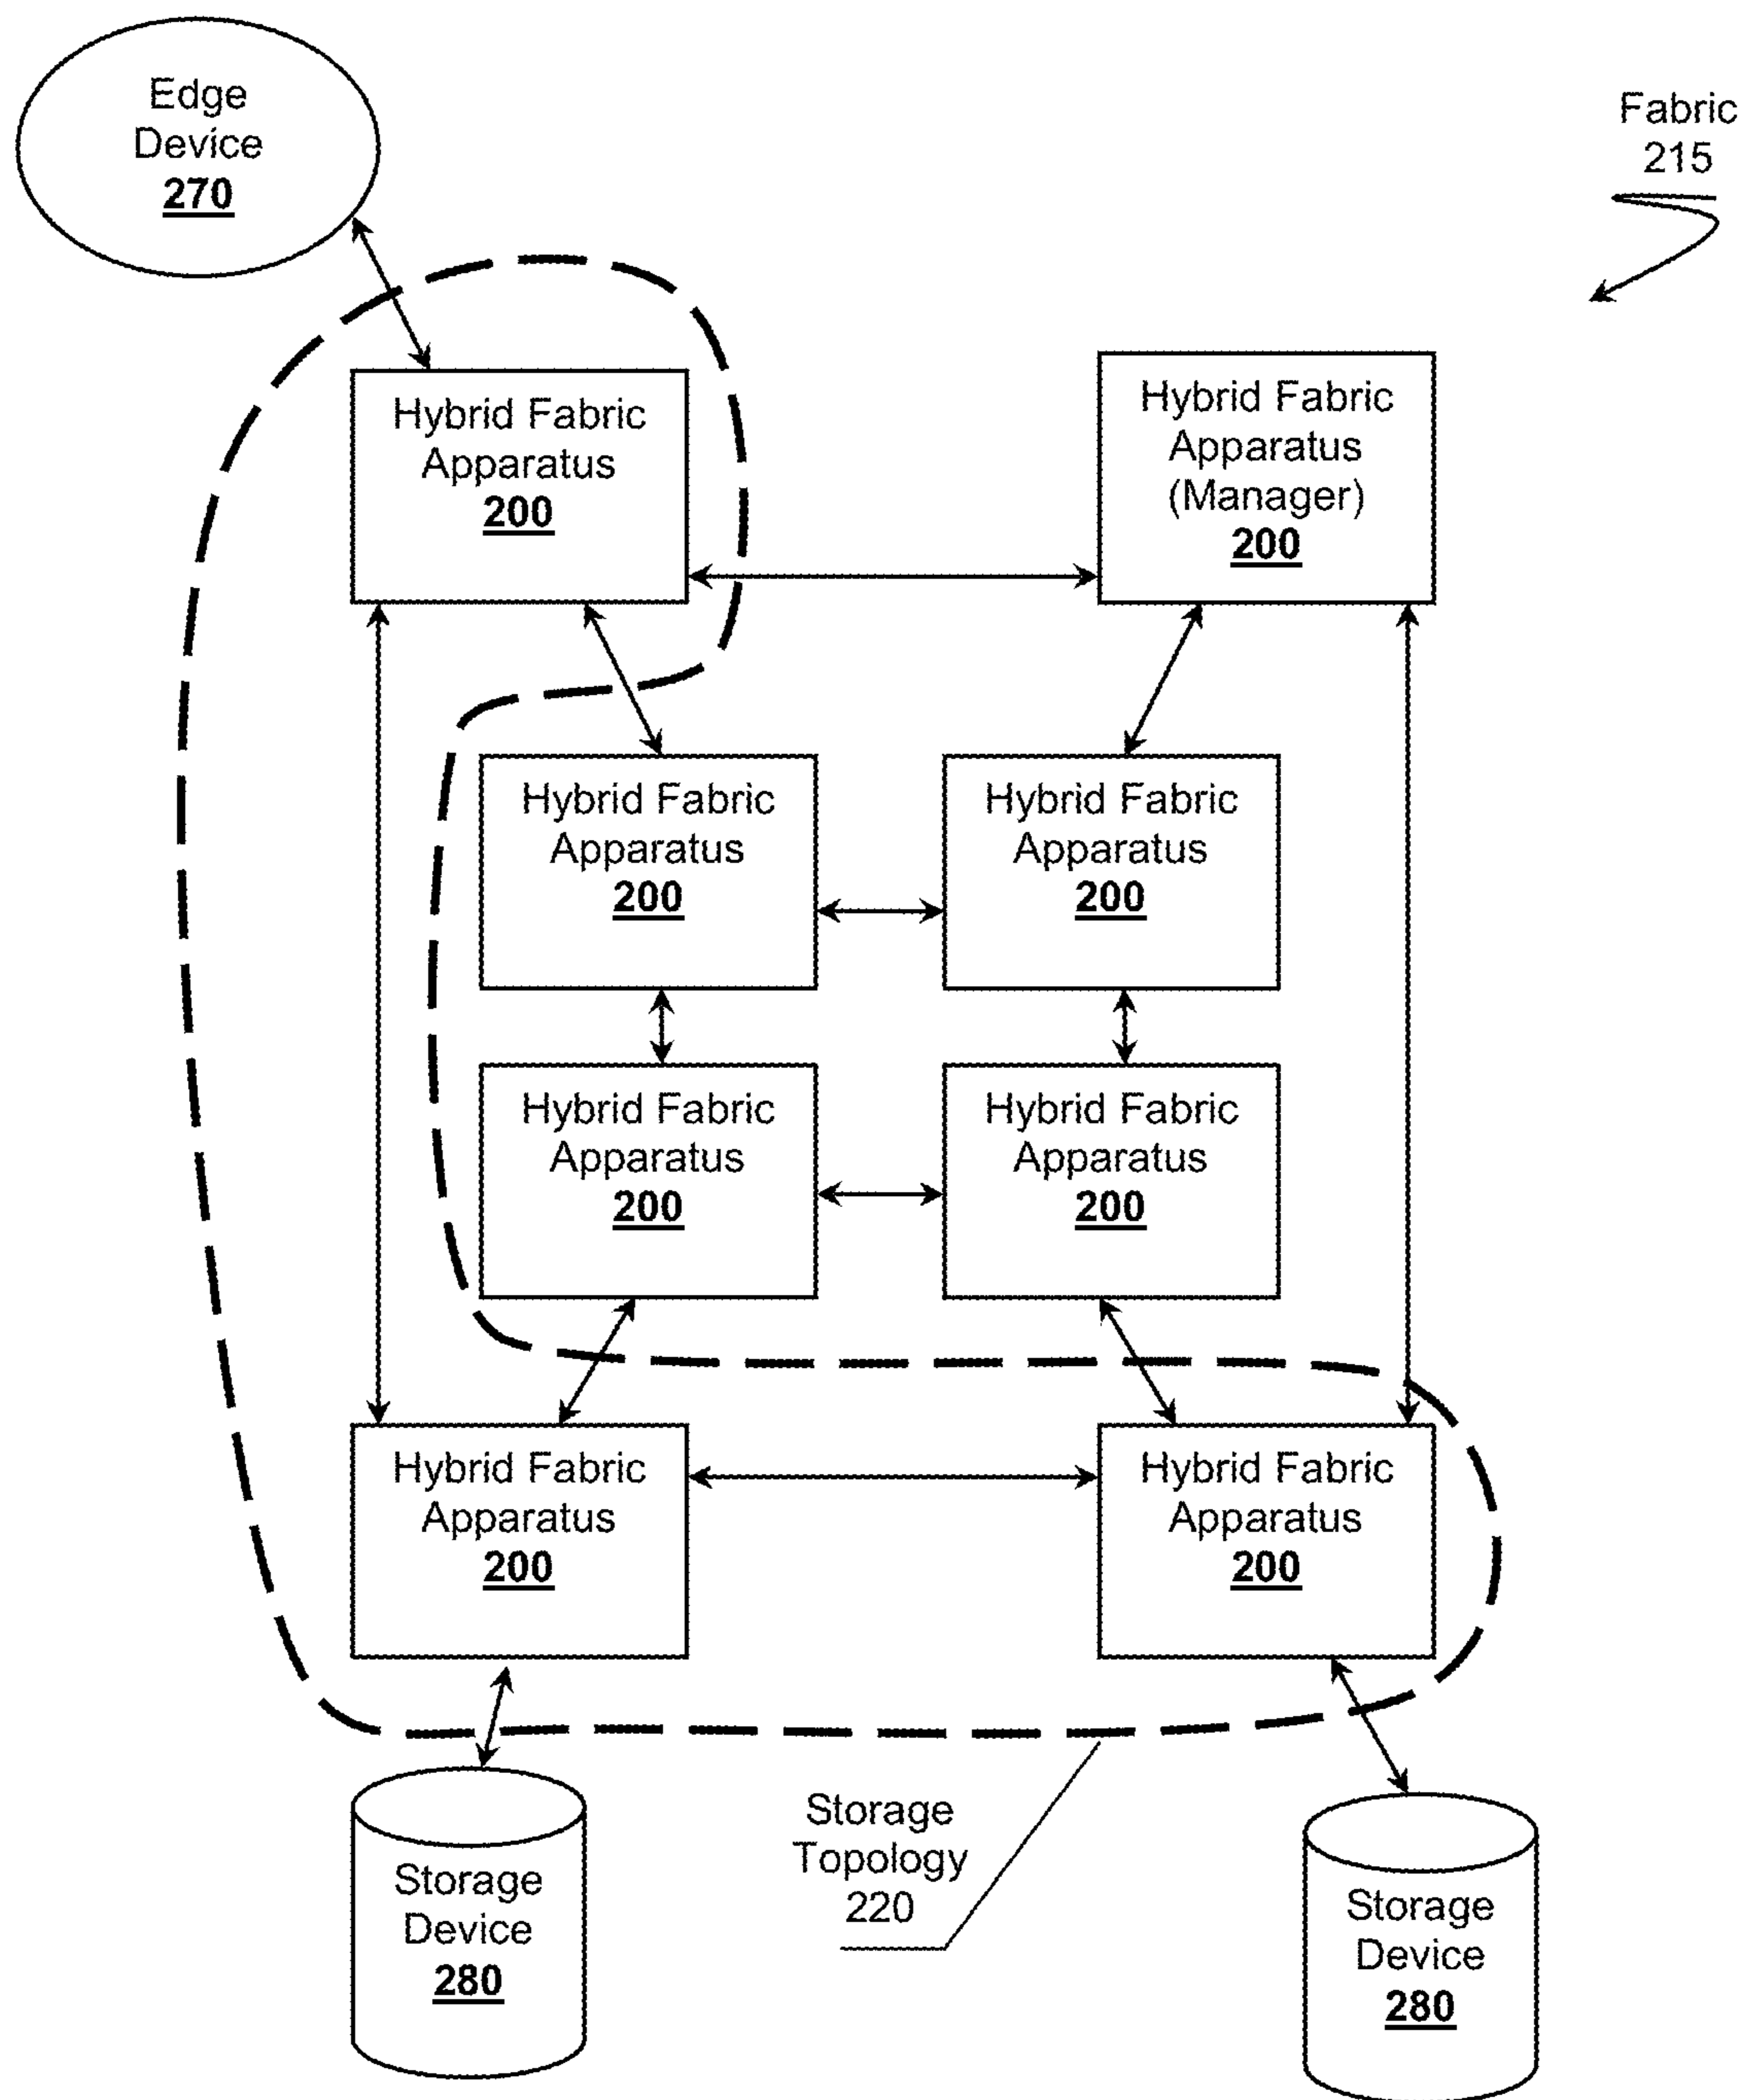 Edge
Device
270
Fabric
215
Hybrid Fabric
Apparatus
200
Hybrid Fabric
Apparatus
(Manager)
200
Hybrid Fabric
Apparatus
200
Hybrid Fabric
Apparatus
200
Hybrid Fabric
Apparatus
200
Hybrid Fabric
Apparatus
200
Hybrid Fabric
Apparatus
200
Hybrid Fabric
Apparatus
200
Storage
Device
280
Storage
Topology
220
Storage
Device
280